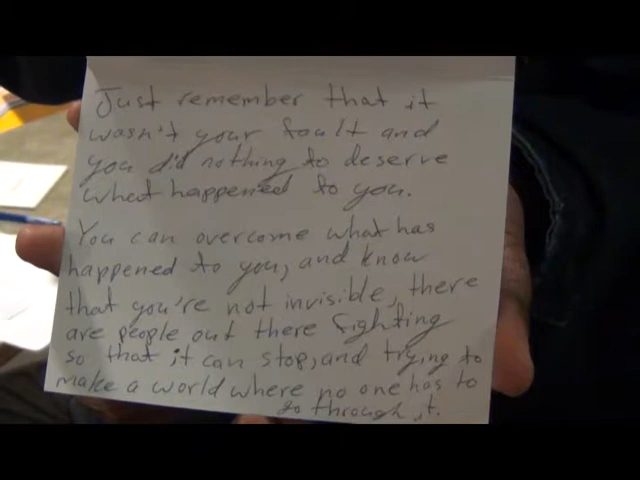 Just remember that it
wasn't your fault and
you did nothing to deserve
what happened to you.
You can overcome what has
happened to you, and know
that you're not invisible, there
are people out there fighting
so that it can stop, and trying to
make a world where no one has to
go through it.